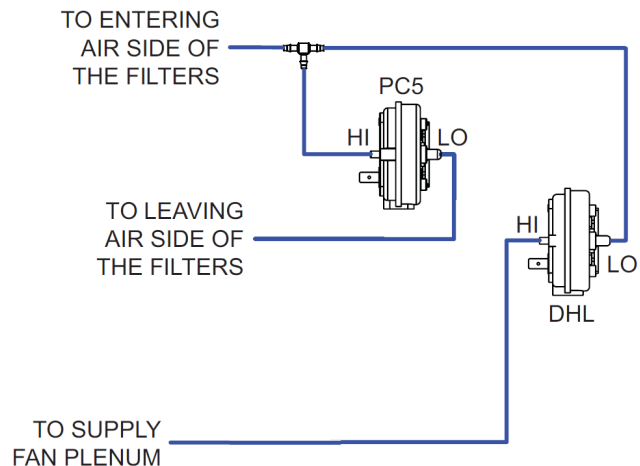 TO ENTERING
AIR SIDE OF
THE FILTERS
PC5
HI
LO
TO LEAVING
AIR SIDE OF
THE FILTERS
HI
LO
DHL
TO SUPPLY
FAN PLENUM